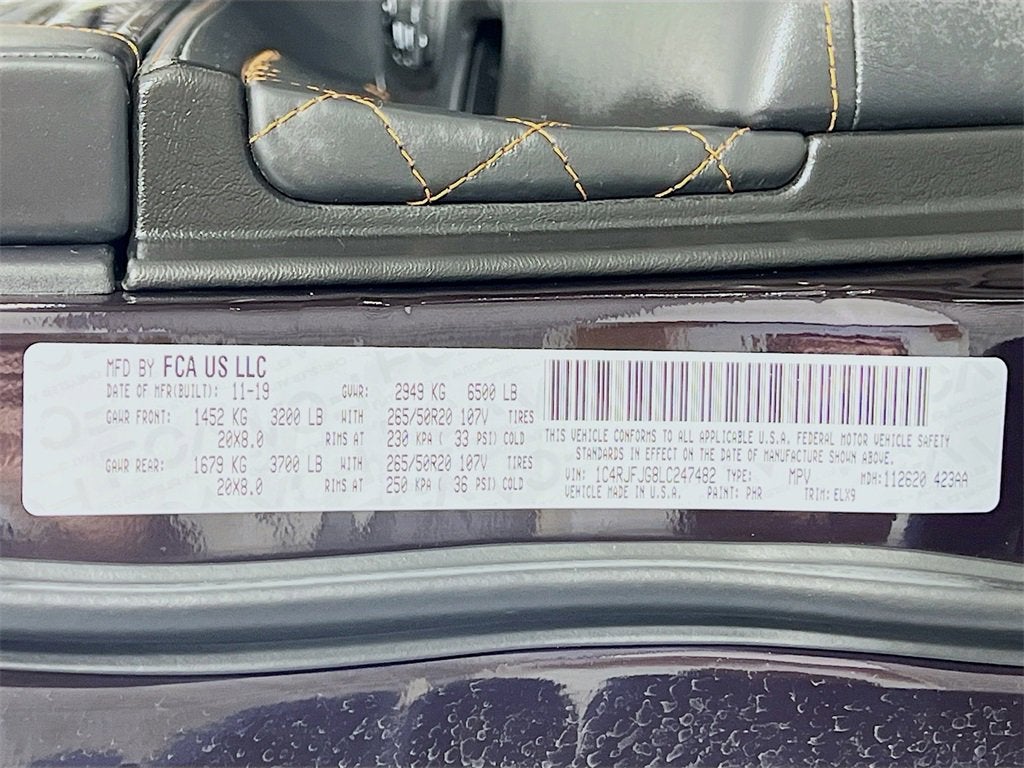 MFD BY FCA US LLC
DATE OF MFR(BUILT): 11-19 GVWR: 2949 KG 6500 LB
GAWR FRONT: 1452 KG 3200 LB WITH 265/50R20 107V TIRES
20X8.0 RIMS AT 230 KPA ( 33 PSI) COLD
GAWR REAR: 1679 KG 3700 LB WITH 265/50R20 107V TIRES
20X8.0 RIMS AT 250 KPA ( 36 PSI) COLD
THIS VEHICLE CONFORMS TO ALL APPLICABLE U.S.A. FEDERAL MOTOR VEHICLE SAFETY
STANDARDS IN EFFECT ON THE DATE OF MANUFACTURE SHOWN ABOVE.
VIN: 1C4RJFJG8LC247482 TYPE: MPV MDH:112620 423AA
VEHICLE MADE IN U.S.A. PAINT: PHR TRIM: ELX9